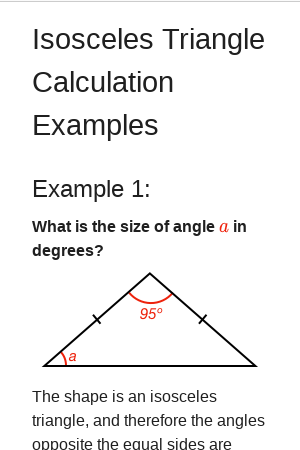 Isosceles Triangle
Calculation
Examples
Example 1:
What is the size of angle a in
degrees?
95°
a
The shape is an isosceles
triangle, and therefore the angles
opposite the equal sides are